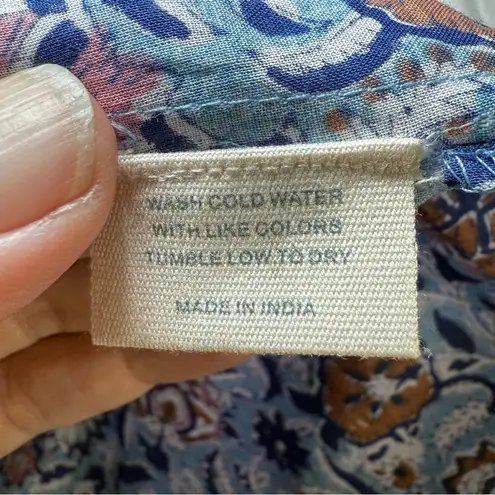 WASH COLD WATER
WITH LIKE COLORS
TUMBLE LOW TO DRY
MADE IN INDIA